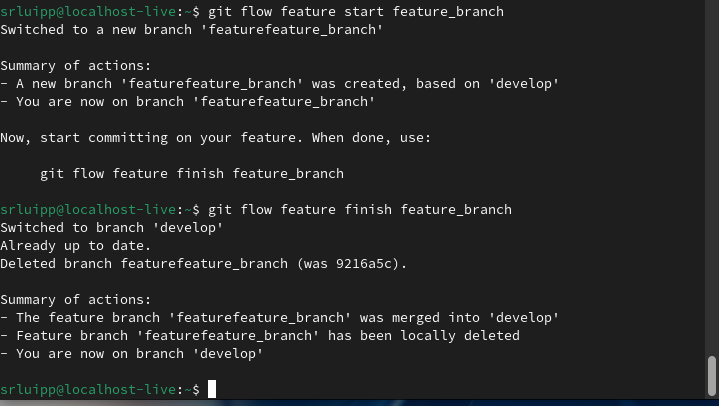 srluipp@localhost-live:~$ git flow feature start feature_branch
Switched to a new branch 'featurefeature_branch'
Summary of actions:
- A new branch 'featurefeature_branch' was created, based on 'develop'
- You are now on branch 'featurefeature_branch'
Now, start committing on your feature. When done, use:
git flow feature finish feature_branch
srluipp@localhost-live:~$ git flow feature finish feature_branch
Switched to branch 'develop'
Already up to date.
Deleted branch featurefeature_branch (was 9216a5c).
Summary of actions:
- The feature branch 'featurefeature_branch' was merged into 'develop'
- Feature branch 'featurefeature_branch' has been locally deleted
- You are now on branch 'develop'
srluipp@localhost-live:~$